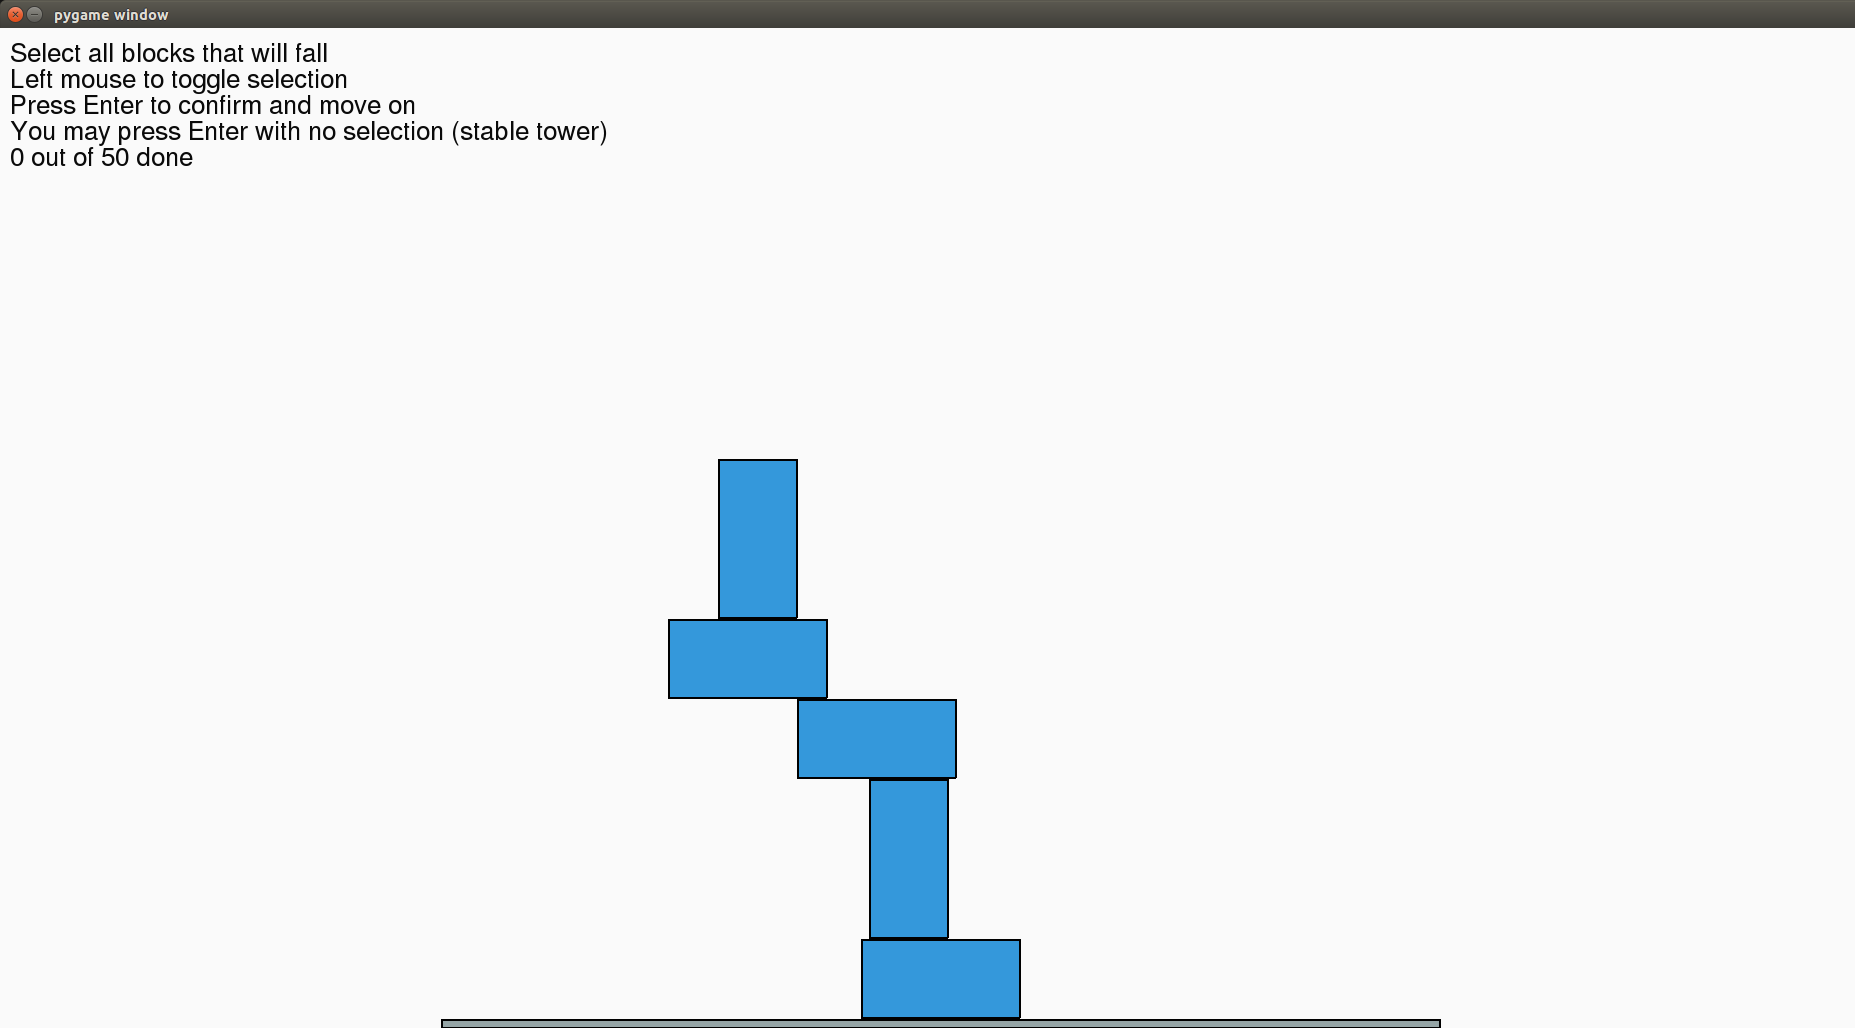 pygame window
Select all blocks that will fall
Left mouse to toggle selection
Press Enter to confirm and move on
You may press Enter with no selection (stable tower)
0 out of 50 done